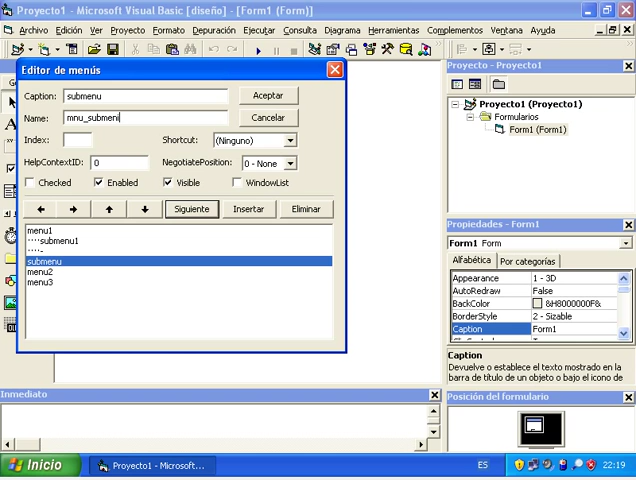 Proyecto1 - Microsoft Visual Basic [diseño] - [Form1 (Form)]
Archivo Edición Ver Proyecto Formato Depuración Ejecutar Consulta Diagrama Herramientas Complementos Ventana Ayuda
Editor de menús
Caption: submenu
Aceptar
Name: mnu_submeni
Cancelar
Index:
Shortcut: (Ninguno)
HelpContextID: 0
NegotiatePosition: 0 - None
Checked
Enabled
Visible
WindowList
Siguiente
Insertar
Eliminar
menu1
····submenu1
····-
submenu
menu2
menu3
Proyecto - Proyecto1
Proyecto1 (Proyecto1)
Formularios
Form1 (Form1)
Propiedades - Form1
Form1 Form
Alfabética
Por categorías
Appearance 1 - 3D
AutoRedraw False
BackColor &H8000000F&
BorderStyle 2 - Sizable
Caption Form1
Caption
Devuelve o establece el texto mostrado en la
barra de título de un objeto o bajo el icono de
Inmediato
Posición del formulario
Inicio
Proyecto1 - Microsoft...
ES
22:19